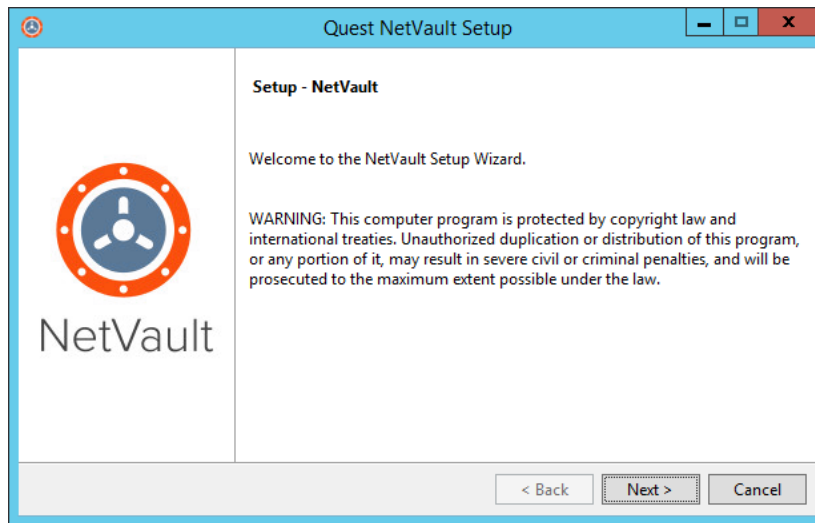 Quest NetVault Setup
Setup - NetVault
Welcome to the NetVault Setup Wizard.
WARNING: This computer program is protected by copyright law and
international treaties. Unauthorized duplication or distribution of this program,
or any portion of it, may result in severe civil or criminal penalties, and will be
prosecuted to the maximum extent possible under the law.
NetVault
< Back Next > Cancel